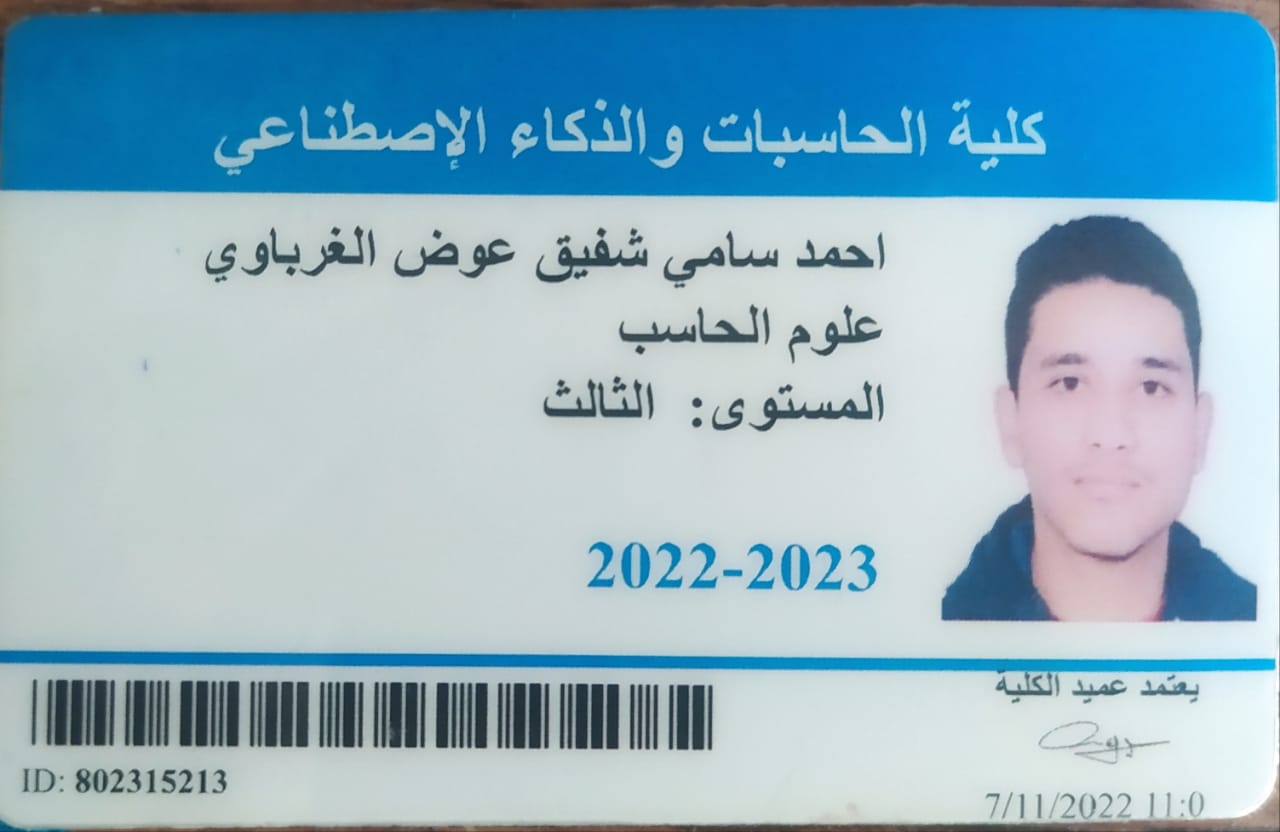 كلية الحاسبات والذكاء الإصطناعي
احمد سامي شفيق عوض الغرباوي
علوم الحاسب
المستوى: الثالث
2022-2023
يعتمد عميد الكلية
ID: 802315213
7/11/2022 11:0